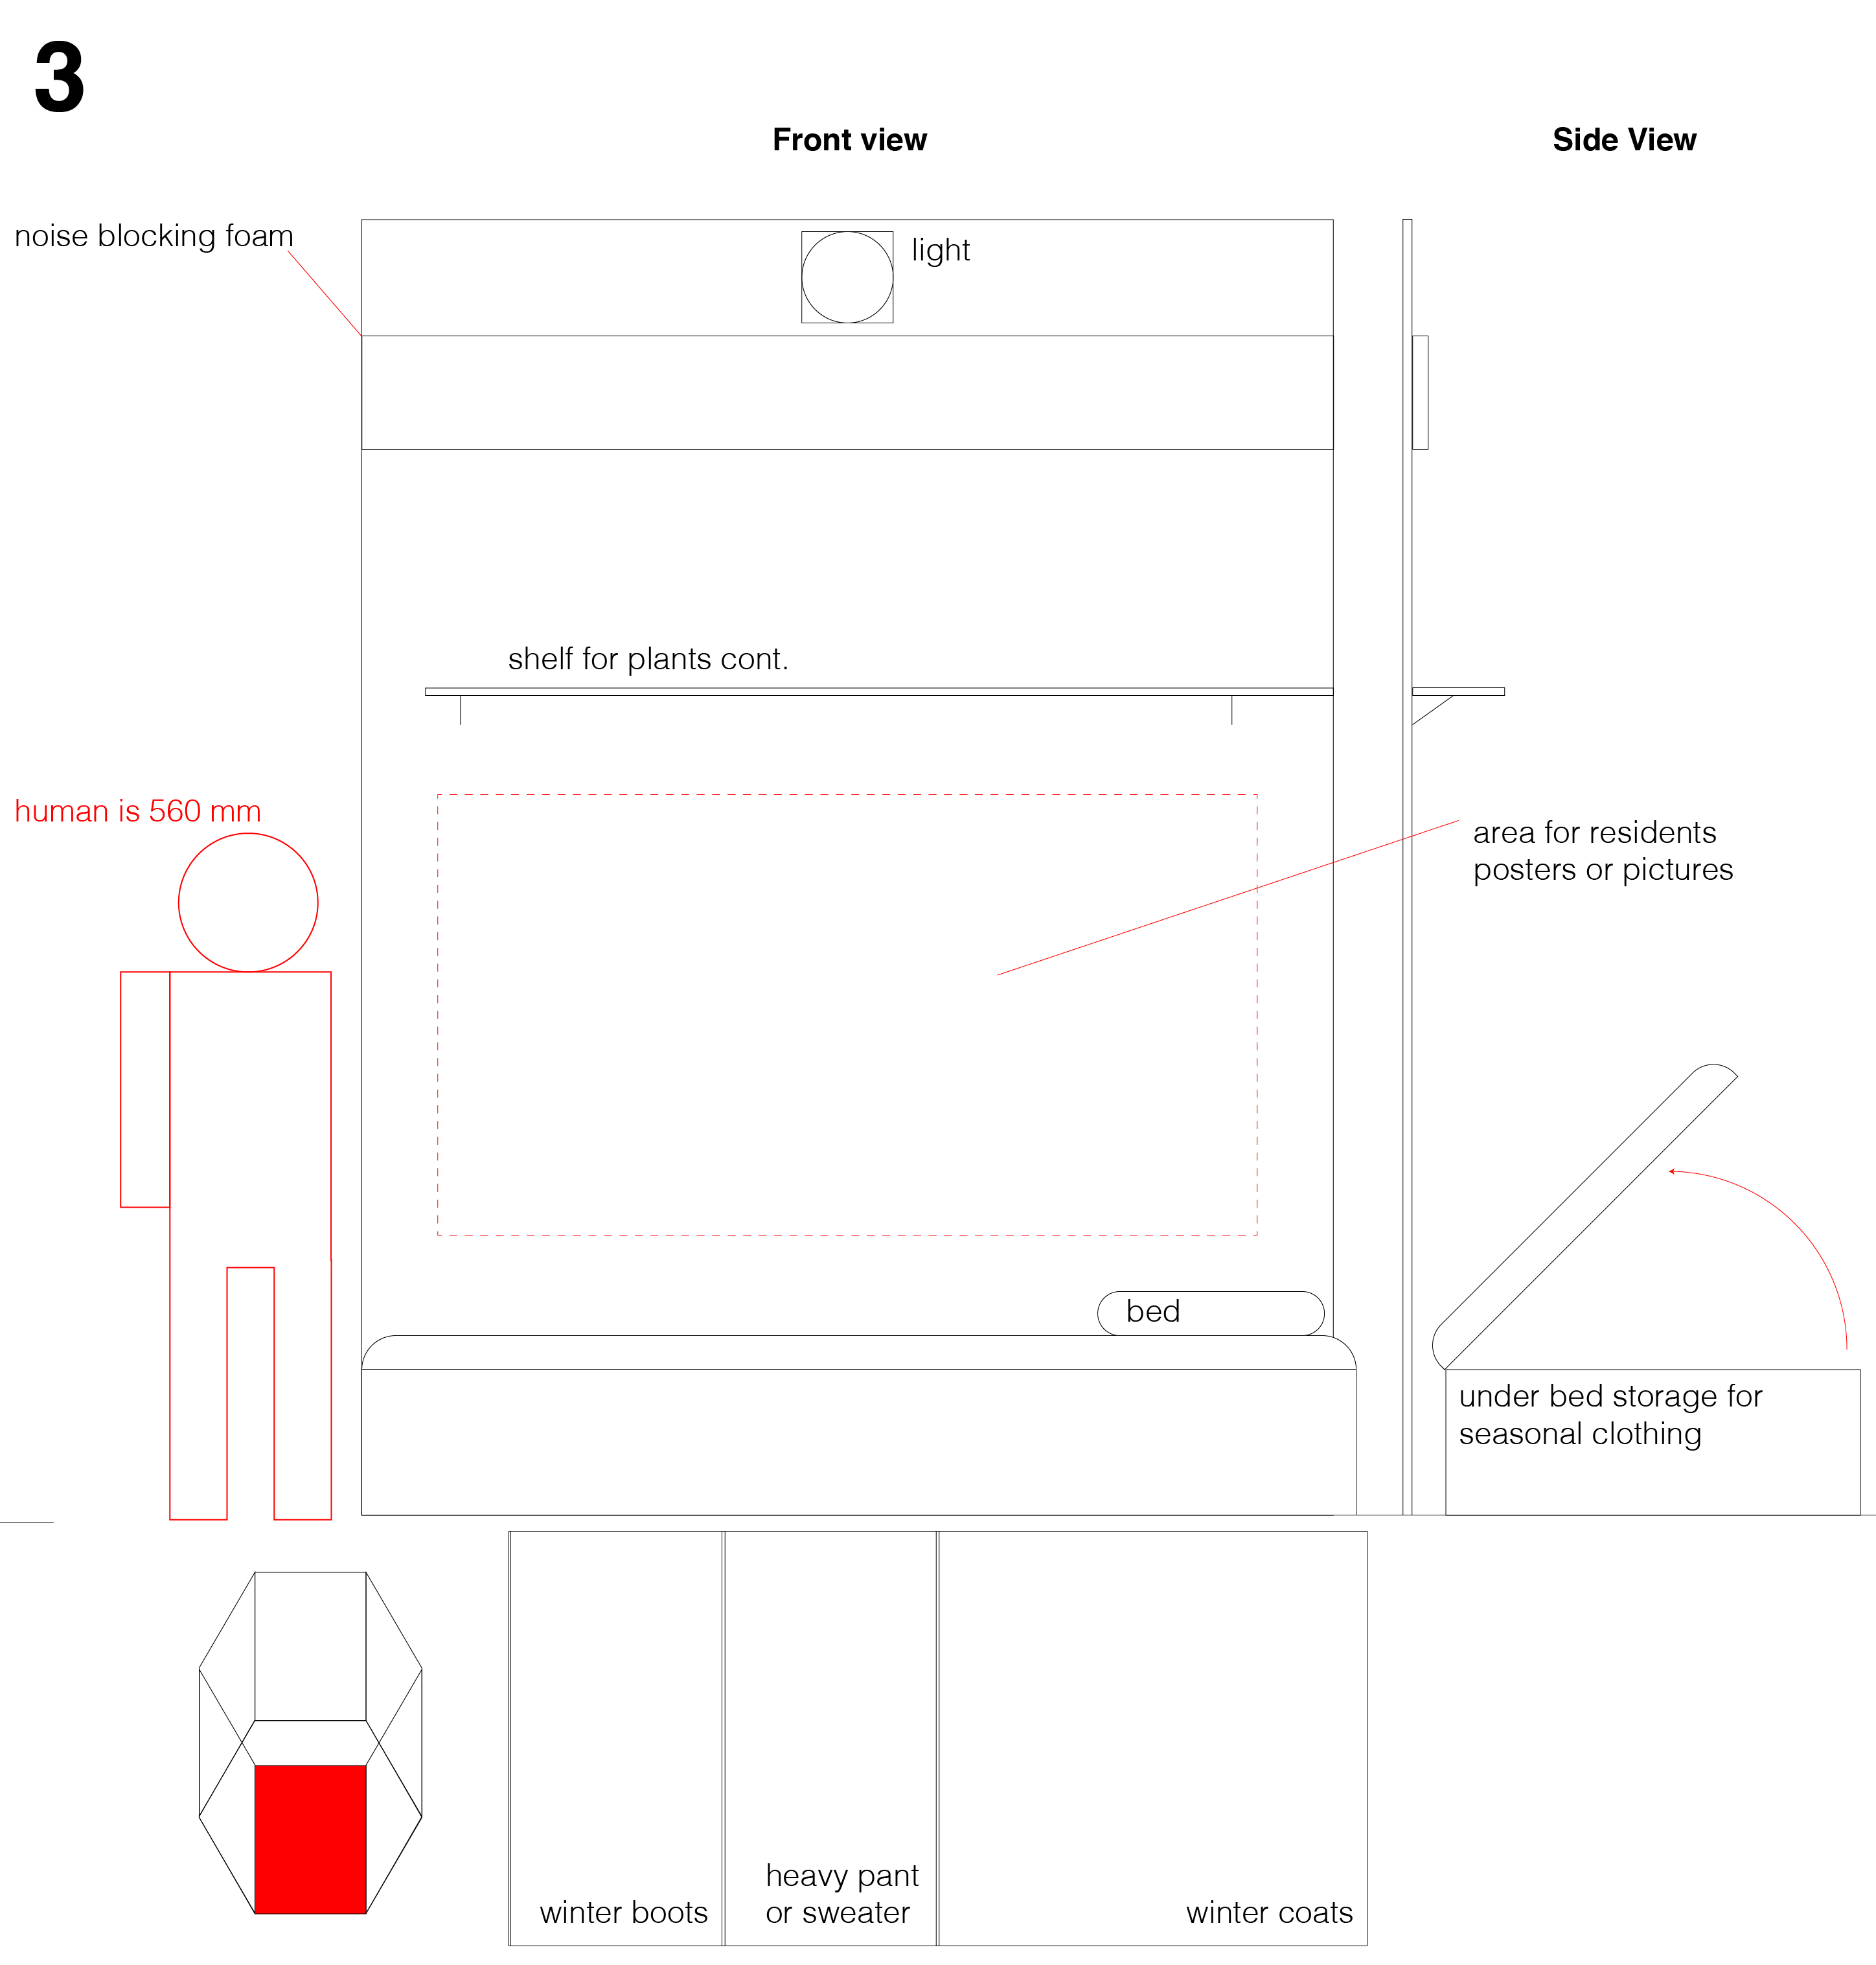 3
Front view
Side View
noise blocking foam
light
shelf for plants cont.
human is 560 mm
area for residents
posters or pictures
bed
under bed storage for
seasonal clothing
heavy pant
or sweater
winter boots
winter coats